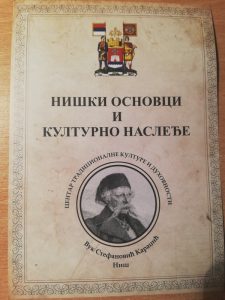 НИШКИ ОСНОВЦИ
И
КУЛТУРНО НАСЛЕЂЕ
ЦЕНТАР ТРАДИЦИОНАЛНЕ КУЛТУРЕ И ДУХОВНОСТИ
Вук Стефановић Караџић
Ниш